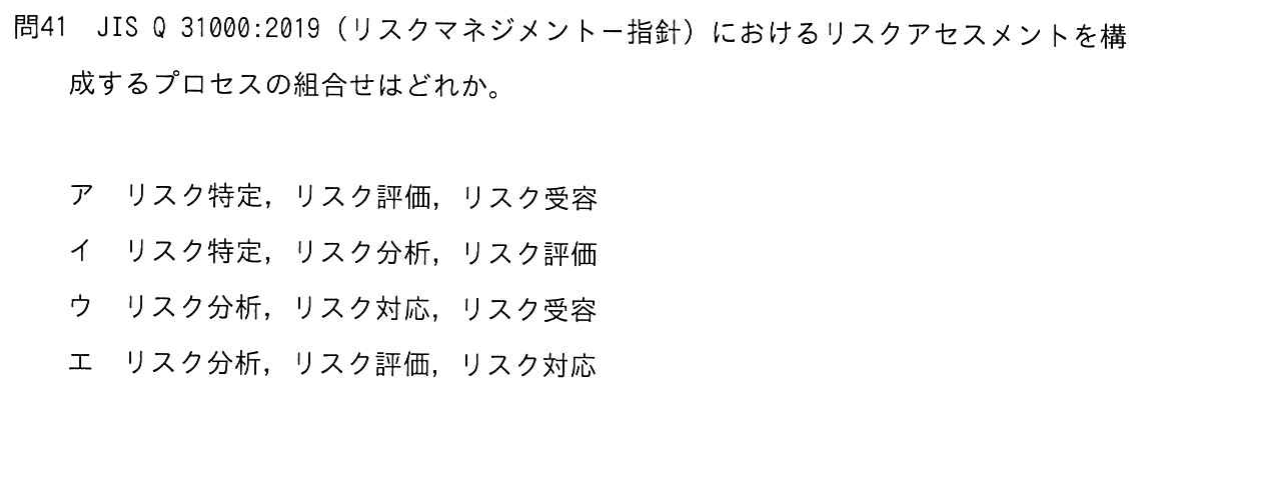 問41 JIS Q 31000:2019（リスクマネジメント－指針）におけるリスクアセスメントを構
成するプロセスの組合せはどれか。
ア リスク特定，リスク評価，リスク受容
イ リスク特定，リスク分析，リスク評価
ウ リスク分析，リスク対応，リスク受容
エ リスク分析，リスク評価，リスク対応